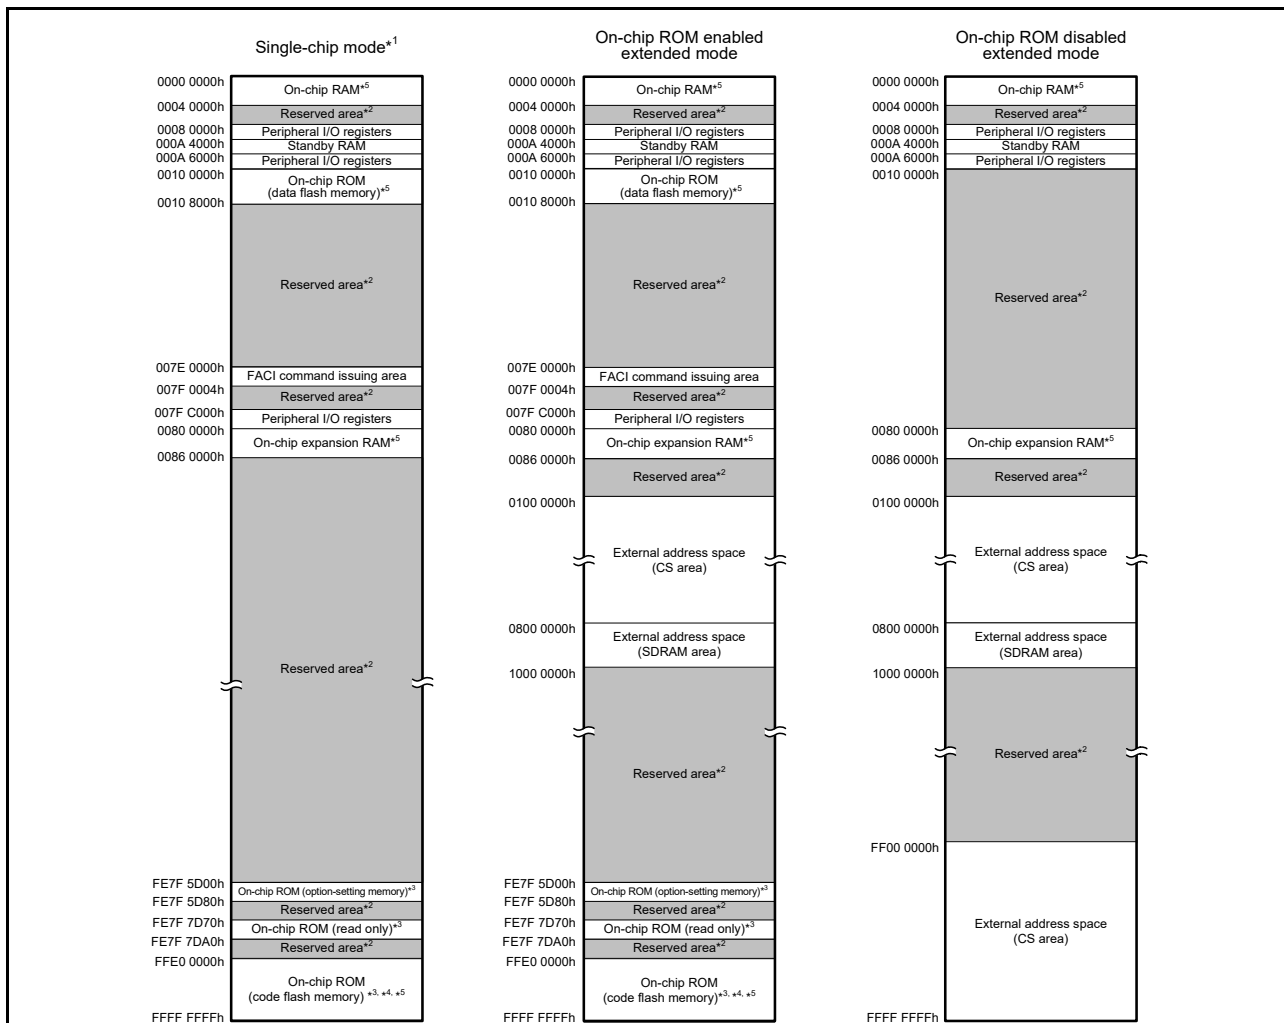 Single-chip mode*1
0000 0000h
On-chip RAM*5
0004 0000h
Reserved area*2
0008 0000h
Peripheral I/O registers
000A 4000h
Standby RAM
000A 6000h
Peripheral I/O registers
0010 0000h
On-chip ROM
(data flash memory)*5
0010 8000h
Reserved area*2
007E 0000h
FACI command issuing area
007F 0004h
Reserved area*2
007F C000h
Peripheral I/O registers
0080 0000h
On-chip expansion RAM*5
0086 0000h
Reserved area*2
FE7F 5D00h
On-chip ROM (option-setting memory)*3
FE7F 5D80h
Reserved area*2
FE7F 7D70h
On-chip ROM (read only)*3
FE7F 7DA0h
Reserved area*2
FFE0 0000h
On-chip ROM
(code flash memory) *3, *4, *5
FFFF FFFFh
On-chip ROM enabled
extended mode
0000 0000h
On-chip RAM*5
0004 0000h
Reserved area*2
0008 0000h
Peripheral I/O registers
000A 4000h
Standby RAM
000A 6000h
Peripheral I/O registers
0010 0000h
On-chip ROM
(data flash memory)*5
0010 8000h
Reserved area*2
007E 0000h
FACI command issuing area
007F 0004h
Reserved area*2
007F C000h
Peripheral I/O registers
0080 0000h
On-chip expansion RAM*5
0086 0000h
Reserved area*2
0100 0000h
External address space
(CS area)
0800 0000h
External address space
(SDRAM area)
1000 0000h
Reserved area*2
FE7F 5D00h
On-chip ROM (option-setting memory)*3
FE7F 5D80h
Reserved area*2
FE7F 7D70h
On-chip ROM (read only)*3
FE7F 7DA0h
Reserved area*2
FFE0 0000h
On-chip ROM
(code flash memory)*3, *4, *5
FFFF FFFFh
On-chip ROM disabled
extended mode
0000 0000h
On-chip RAM*5
0004 0000h
Reserved area*2
0008 0000h
Peripheral I/O registers
000A 4000h
Standby RAM
000A 6000h
Peripheral I/O registers
0010 0000h
Reserved area*2
0080 0000h
On-chip expansion RAM*5
0086 0000h
Reserved area*2
0100 0000h
External address space
(CS area)
0800 0000h
External address space
(SDRAM area)
1000 0000h
Reserved area*2
FF00 0000h
External address space
(CS area)
FFFF FFFFh